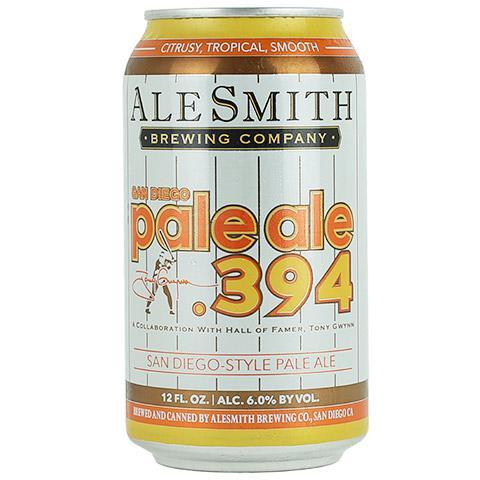 CITRUSY, TROPICAL, SMOOTH
ALESMITH
· BREWING COMPANY ·
SAN DIEGO
pale ale
.394
A COLLABORATION WITH HALL OF FAMER, TONY GWYNN
SAN DIEGO-STYLE PALE ALE
12 FL. OZ. | ALC. 6.0% BY VOL.
BREWED AND CANNED BY ALESMITH BREWING CO., SAN DIEGO CA